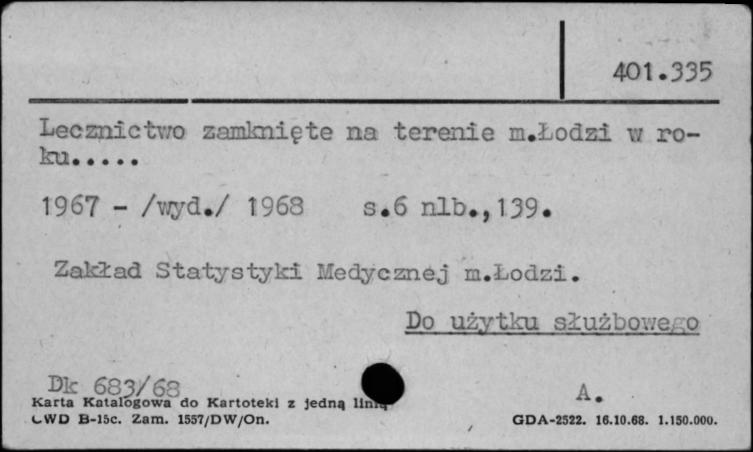 401.335
Lecznictwo zamknięte na terenie m.Łodzi w ro-
ku.....
1967 - /wyd./ 1968 s.6 nlb.,139.
Zakład Statystyki Medycznej m.Łodzi.
Do użytku służbowego
Dk 683/68
A.
Karta Katalogowa do Kartoteki z jedną linią
CWD B-15c. Zam. 1557/DW/On. GDA-2522. 16.10.68. 1.150.000.